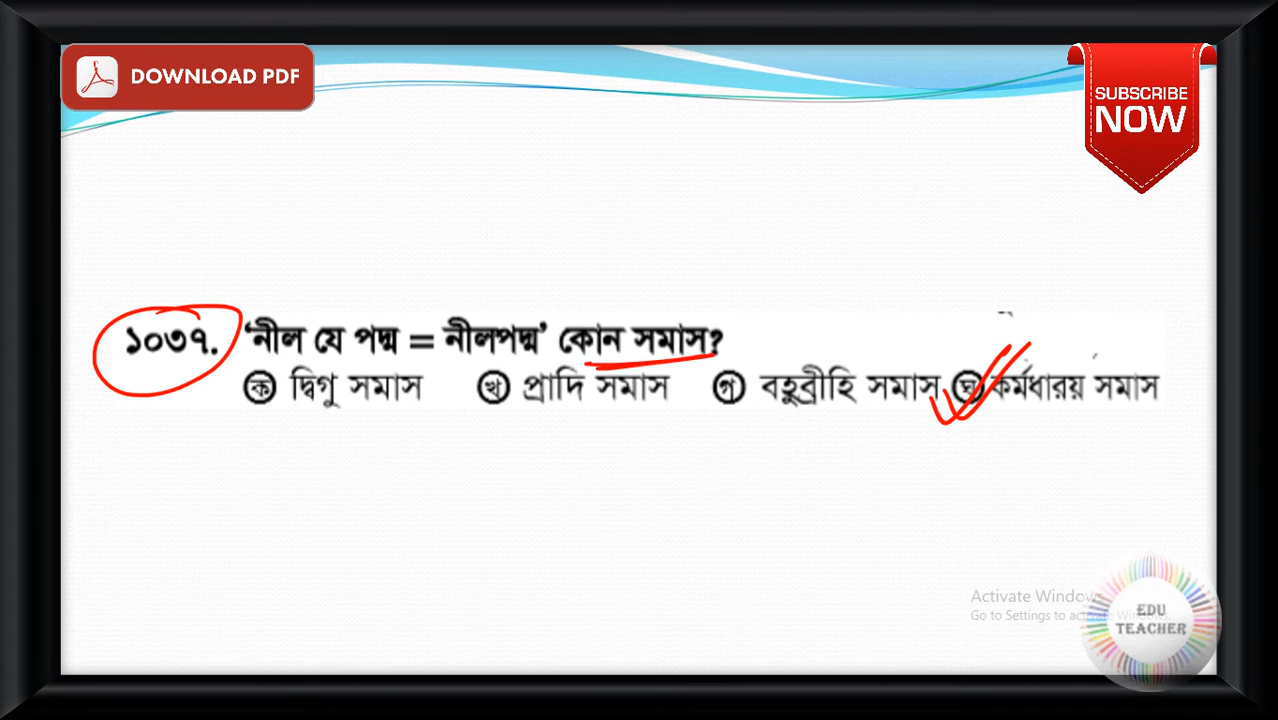 DOWNLOAD PDF
SUBSCRIBE
NOW
১০৩৭. ‘নীল যে পদ্ম = নীলপদ্ম’ কোন সমাস?
ক দ্বিগু সমাস খ প্রাদি সমাস গ বহুব্রীহি সমাস ঘ কর্মধারয় সমাস
Activate Windows
Go to Settings to activate Windows.
EDU
TEACHER